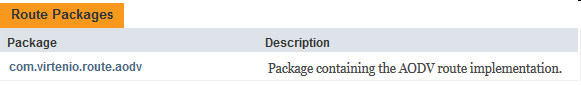 Route Packages
Package Description
com.virtenio.route.aodv Package containing the AODV route implementation.